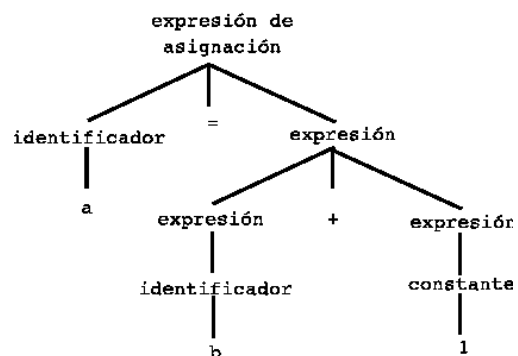 expresión de
asignación
identificador = expresión
a expresión + expresión
identificador constante
b 1